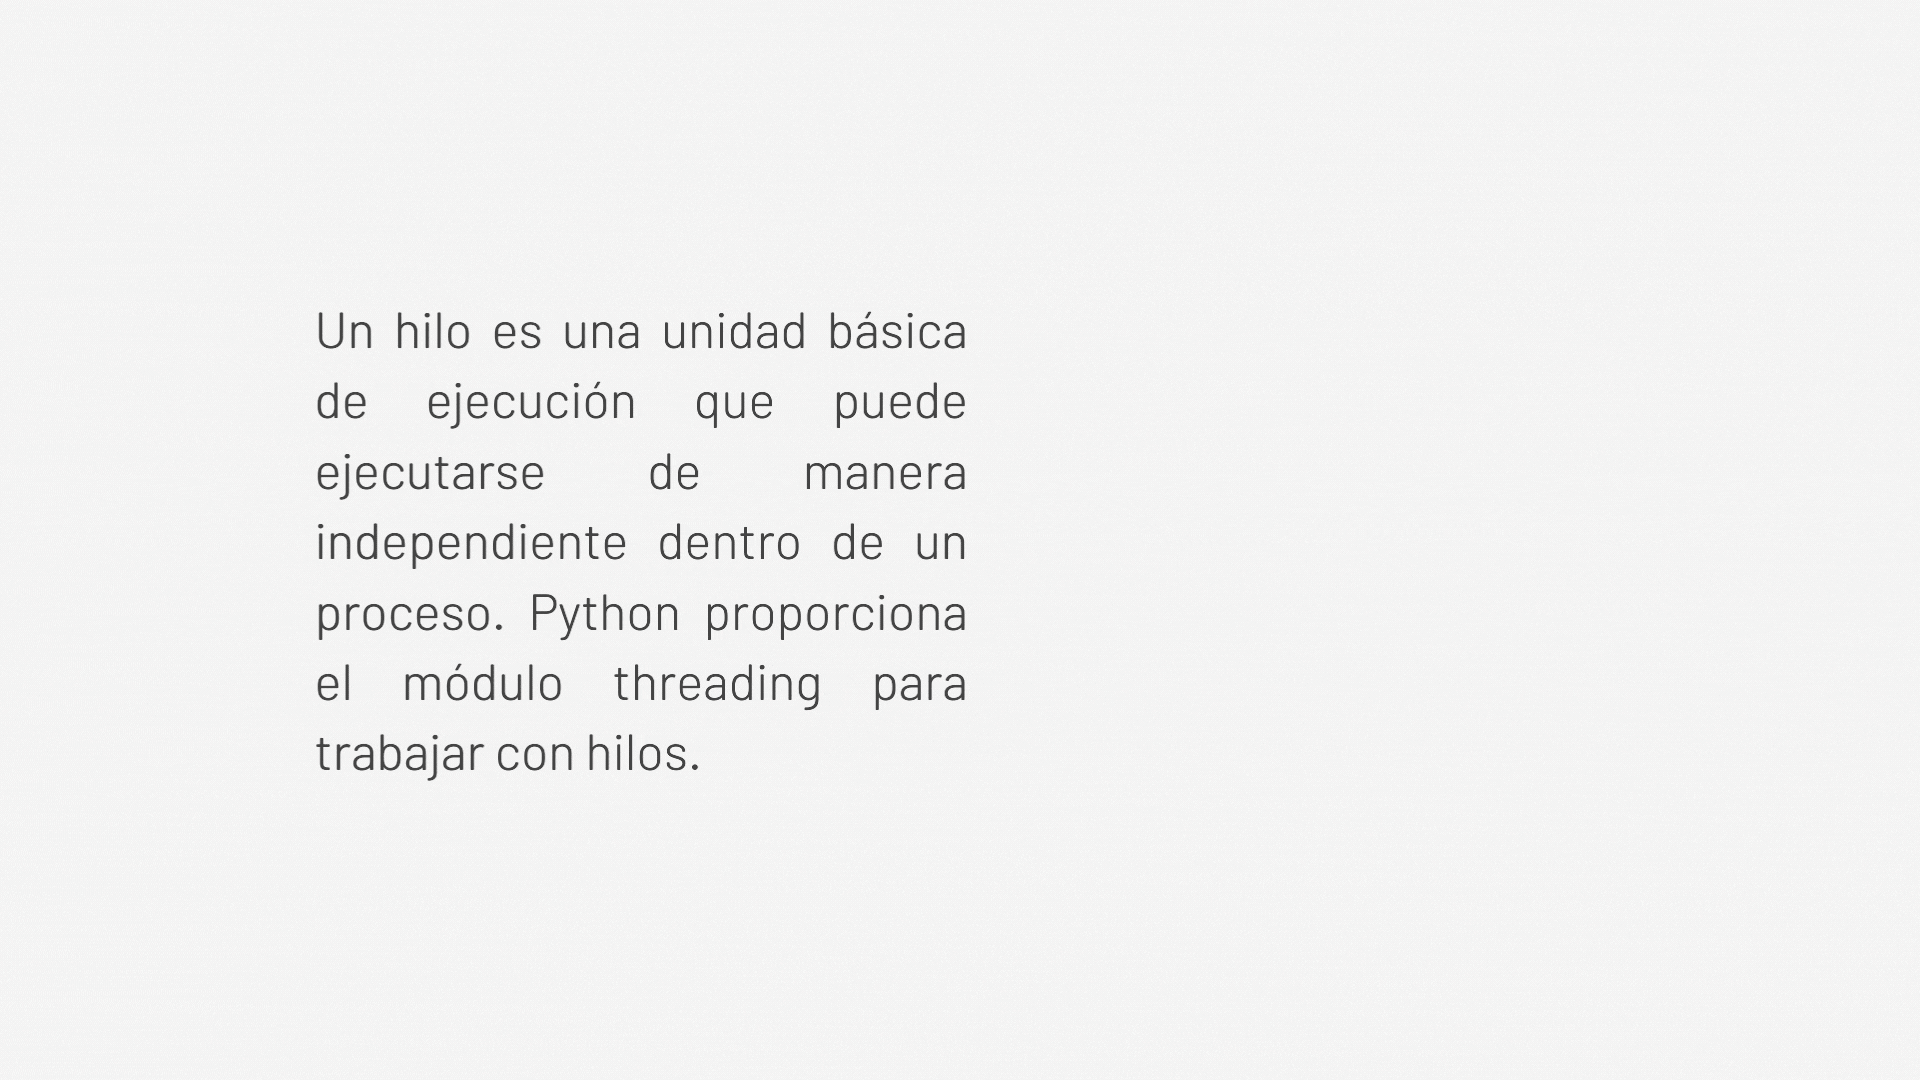 Un hilo es una unidad básica
de ejecución que puede
ejecutarse de manera
independiente dentro de un
proceso. Python proporciona
el módulo threading para
trabajar con hilos.